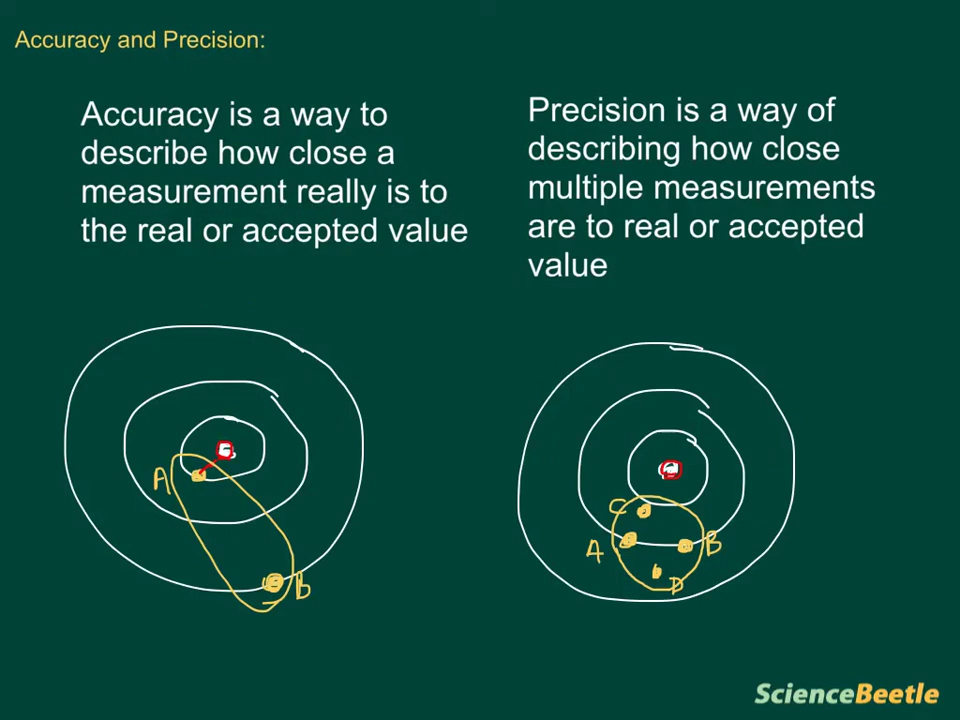 Accuracy and Precision:
Accuracy is a way to
describe how close a
measurement really is to
the real or accepted value
Precision is a way of
describing how close
multiple measurements
are to real or accepted
value
A
b
C
A
B
D
ScienceBeetle